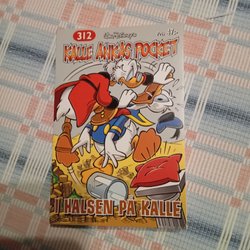 312
Walt Disney's
KALLE ANKAS POCKET
I HALSEN PÅ KALLE